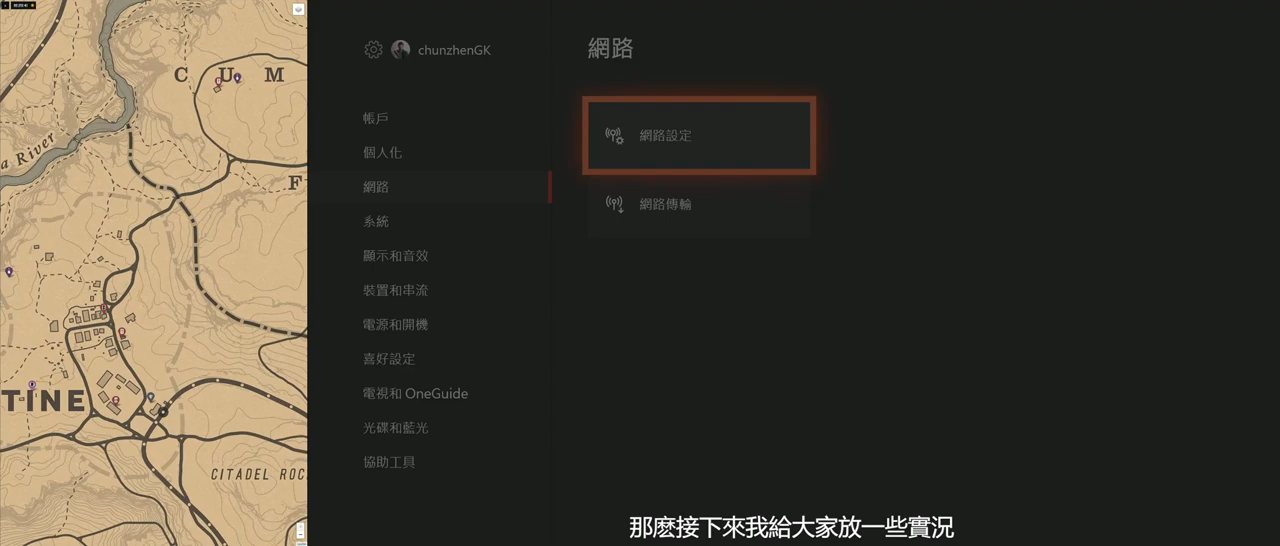 C U M
a River
F
TINE
CITADEL ROC
chunzhenGK
帳戶
個人化
網路
系統
顯示和音效
裝置和串流
電源和開機
喜好設定
電視和 OneGuide
光碟和藍光
協助工具
網路
網路設定
網路傳輸
那麼接下來我給大家放一些實況